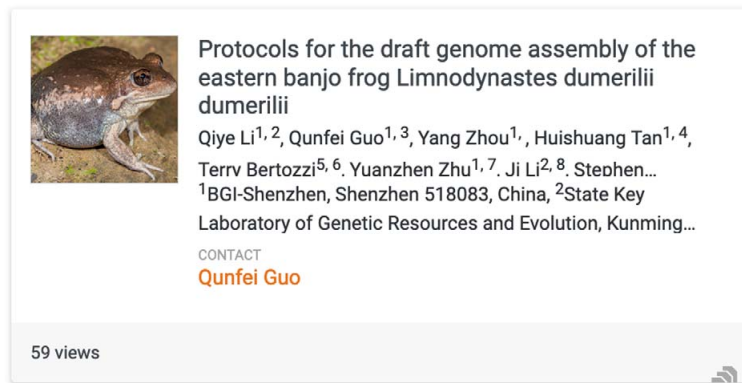 Protocols for the draft genome assembly of the
eastern banjo frog Limnodynastes dumerilii
dumerilii
Qiye Li1, 2, Qunfei Guo1, 3, Yang Zhou1, , Huishuang Tan1, 4,
Terry Bertozzi5, 6, Yuanzhen Zhu1, 7, Ji Li2, 8, Stephen...
1BGI-Shenzhen, Shenzhen 518083, China, 2State Key
Laboratory of Genetic Resources and Evolution, Kunming...
CONTACT
Qunfei Guo
59 views